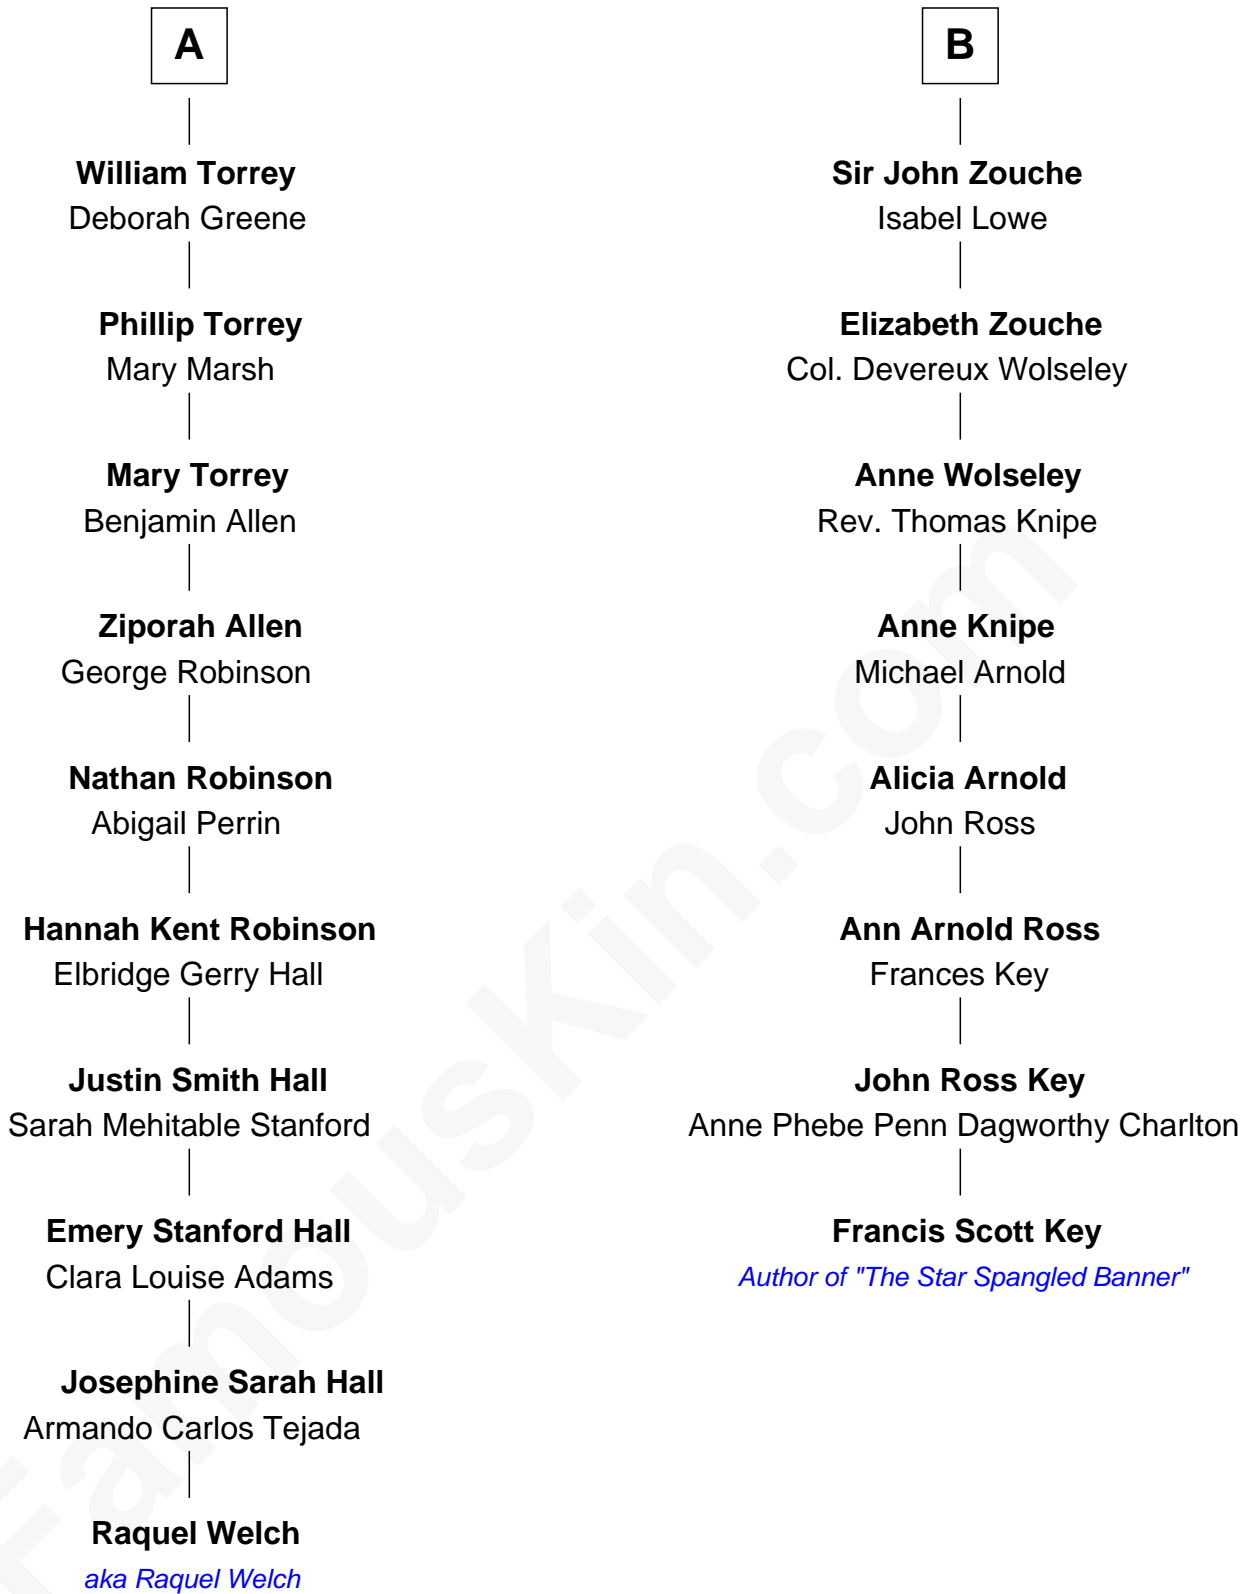 A
William Torrey
Deborah Greene
Phillip Torrey
Mary Marsh
Mary Torrey
Benjamin Allen
Ziporah Allen
George Robinson
Nathan Robinson
Abigail Perrin
Hannah Kent Robinson
Elbridge Gerry Hall
Justin Smith Hall
Sarah Mehitable Stanford
Emery Stanford Hall
Clara Louise Adams
Josephine Sarah Hall
Armando Carlos Tejada
Raquel Welch
aka Raquel Welch
B
Sir John Zouche
Isabel Lowe
Elizabeth Zouche
Col. Devereux Wolseley
Anne Wolseley
Rev. Thomas Knipe
Anne Knipe
Michael Arnold
Alicia Arnold
John Ross
Ann Arnold Ross
Frances Key
John Ross Key
Anne Phebe Penn Dagworthy Charlton
Francis Scott Key
Author of "The Star Spangled Banner"
FamousKin.com